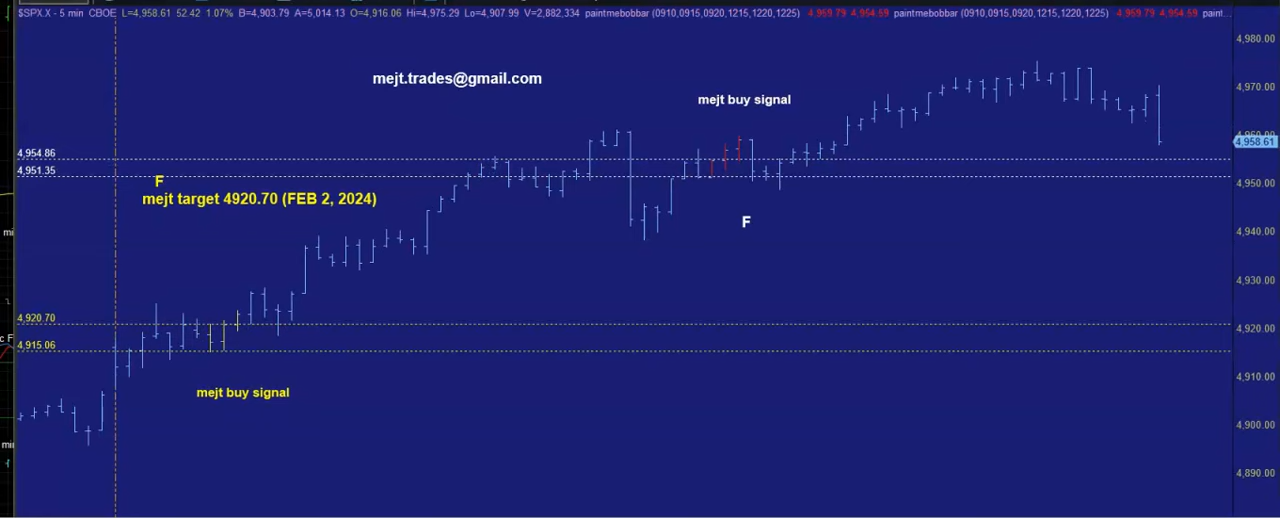 $SPX.X - 5 min CBOE L=4,958.61 52.42 1.07% B=4,903.79 A=5,014.13 O=4,916.06 Hi=4,975.29 Lo=4,907.99 V=2,882,334 paintmebobbar (0910,0915,0920,1215,1220,1225) 4,959.79 4,954.59 paintmebobbar (0910,0915,0920,1215,1220,1225) 4,959.79 4,954.59 paint...
4,980.00
mejt.trades@gmail.com
4,970.00
mejt buy signal
4,960.00
4,958.61
4,954.86
4,951.35
F
4,950.00
mejt target 4920.70 (FEB 2, 2024)
F
4,940.00
4,930.00
4,920.70
4,920.00
4,915.06
4,910.00
mejt buy signal
4,900.00
4,890.00